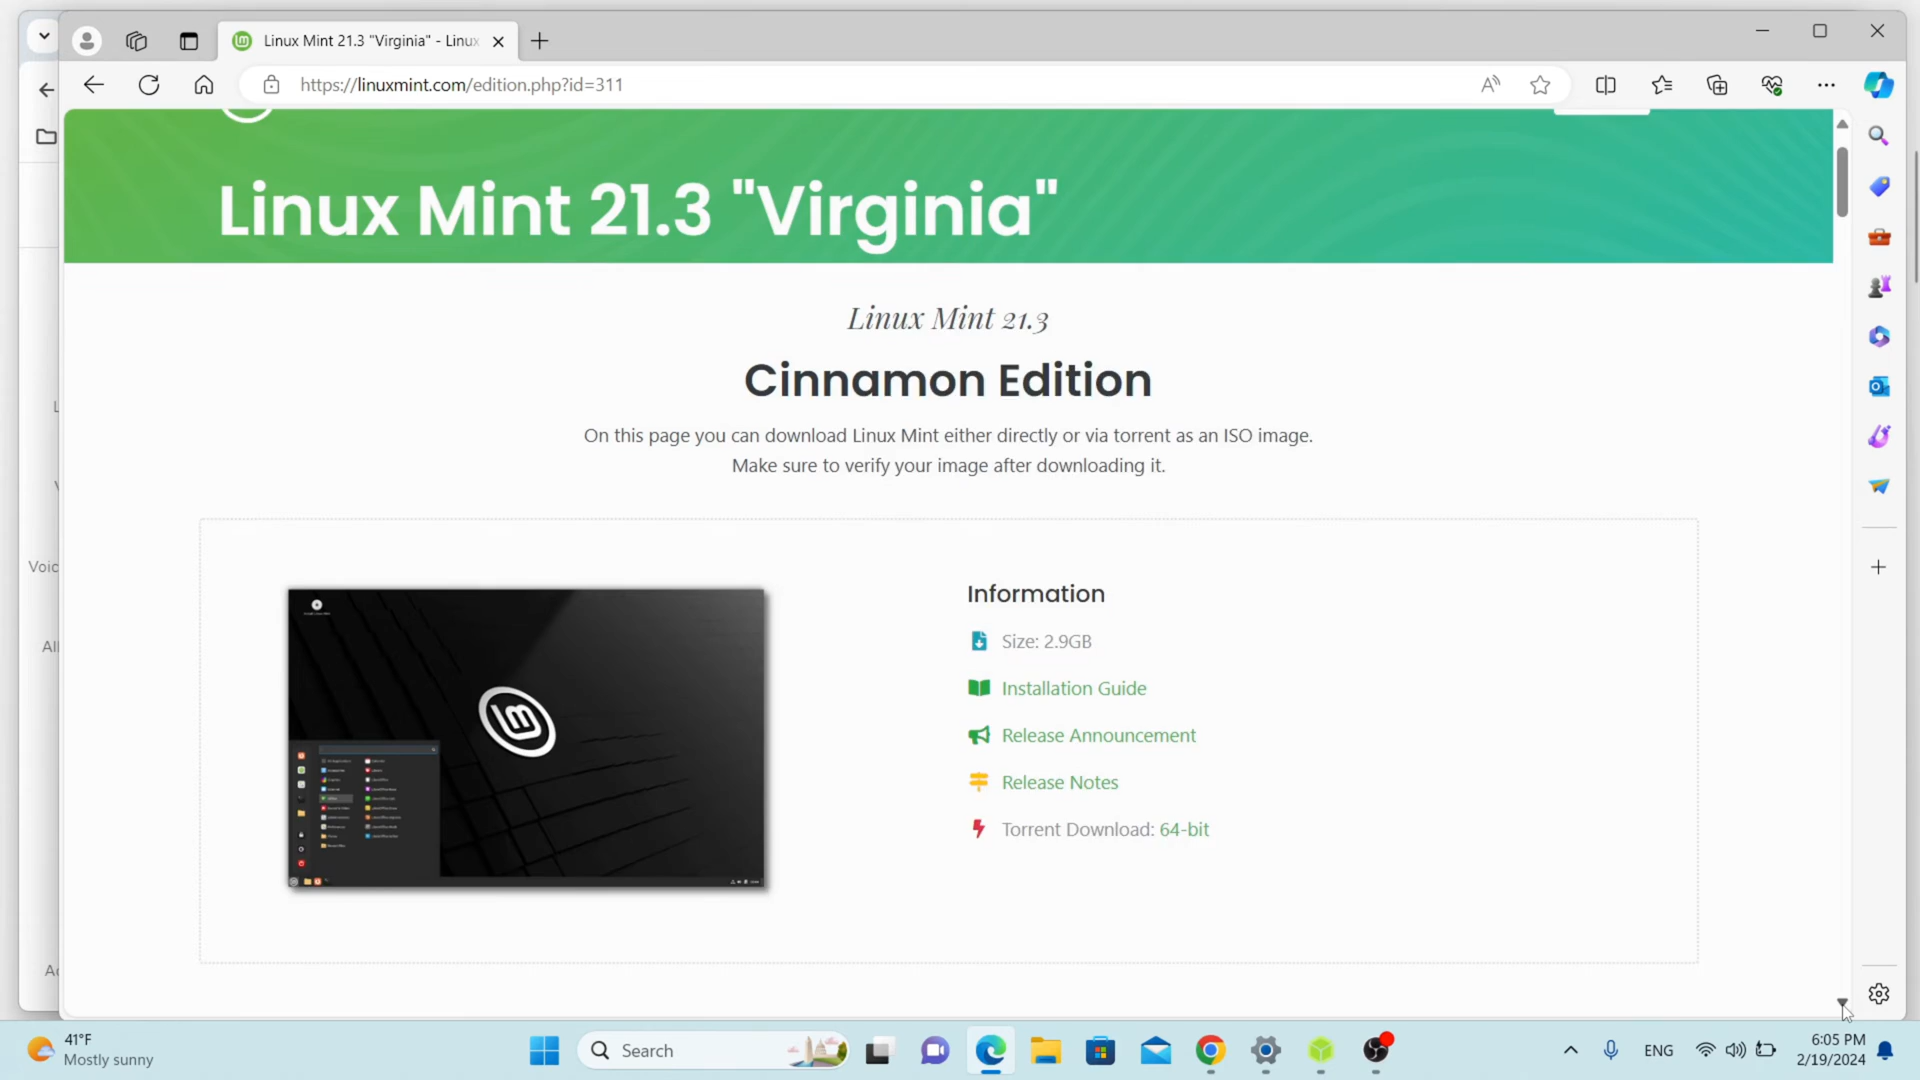 Linux Mint 21.3 "Virginia" - Linux
https://linuxmint.com/edition.php?id=311
Linux Mint 21.3 "Virginia"
Linux Mint 21.3
Cinnamon Edition
On this page you can download Linux Mint either directly or via torrent as an ISO image.
Make sure to verify your image after downloading it.
Information
Size: 2.9GB
Installation Guide
Release Announcement
Release Notes
Torrent Download: 64-bit
Voic
All
41°F
Mostly sunny
Search
ENG
6:05 PM
2/19/2024